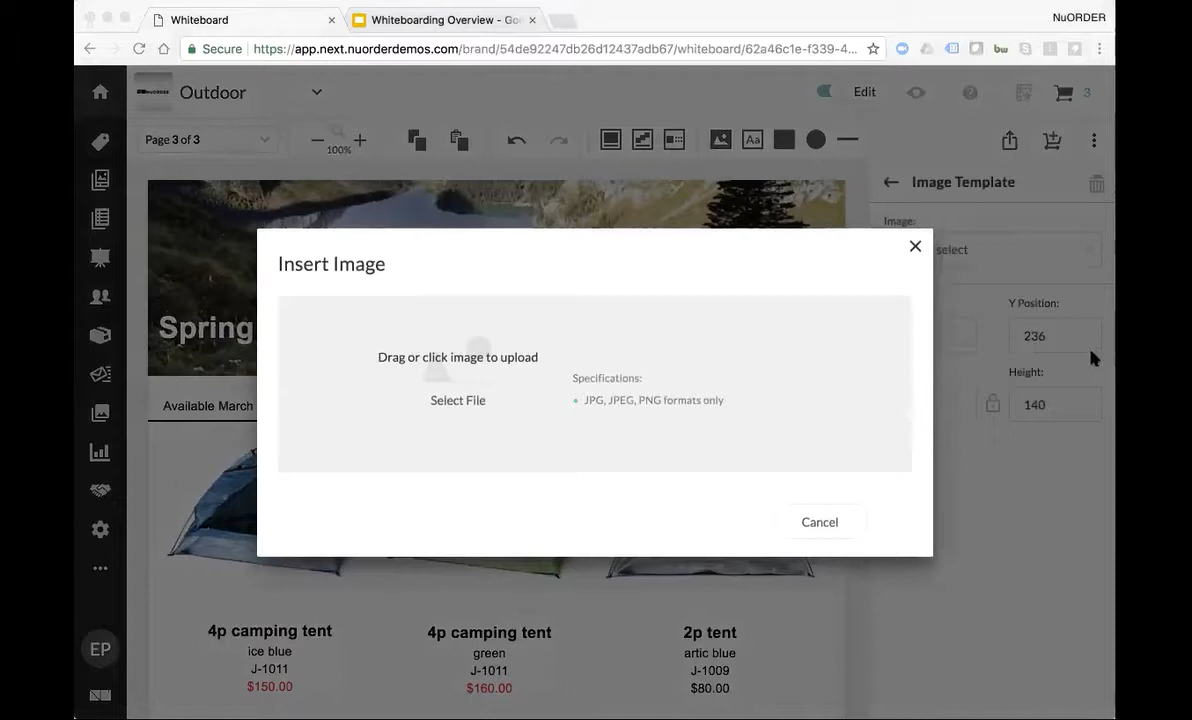 Whiteboard
Whiteboarding Overview - Go
NuORDER
Secure
https://app.next.nuorderdemos.com/brand/54de92247db26d12437adb67/whiteboard/62a46c1e-f339-4...
bw
NUORDER
Outdoor
Edit
3
Page 3 of 3
100%
Aa
Image Template
Image:
select
Insert Image
Y Position:
236
Spring
Drag or click image to upload
Specifications:
Height:
JPG, JPEG, PNG formats only
Select File
140
Available March
Cancel
4p camping tent
ice blue
J-1011
$150.00
4p camping tent
green
J-1011
$160.00
2p tent
artic blue
J-1009
$80.00
EP